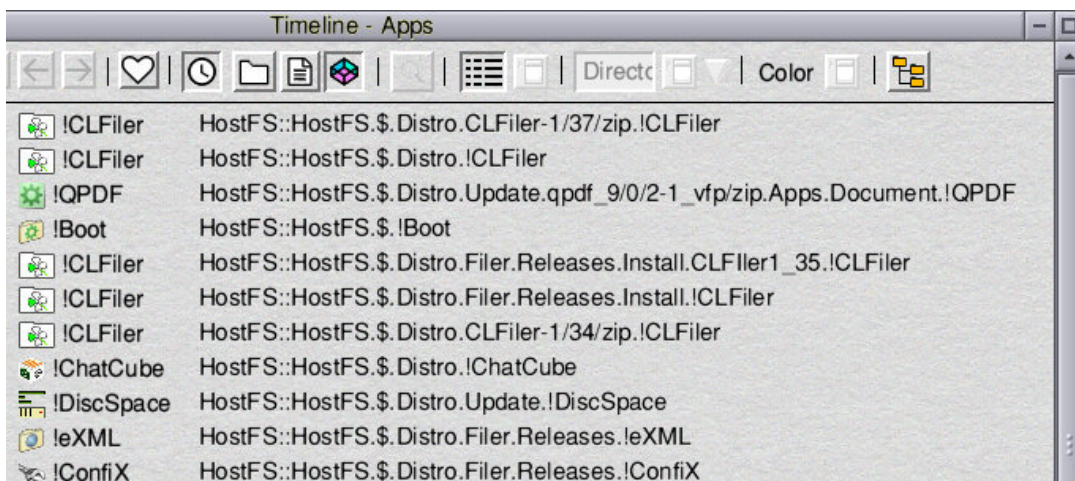 Timeline - Apps
Directo Color
!CLFiler HostFS::HostFS.$.Distro.CLFiler-1/37/zip.!CLFiler
!CLFiler HostFS::HostFS.$.Distro.!CLFiler
!QPDF HostFS::HostFS.$.Distro.Update.qpdf_9/0/2-1_vfp/zip.Apps.Document.!QPDF
!Boot HostFS::HostFS.$.!Boot
!CLFiler HostFS::HostFS.$.Distro.Filer.Releases.Install.CLFIler1_35.!CLFiler
!CLFiler HostFS::HostFS.$.Distro.Filer.Releases.Install.!CLFiler
!CLFiler HostFS::HostFS.$.Distro.CLFiler-1/34/zip.!CLFiler
!ChatCube HostFS::HostFS.$.Distro.!ChatCube
!DiscSpace HostFS::HostFS.$.Distro.Update.!DiscSpace
!eXML HostFS::HostFS.$.Distro.Filer.Releases.!eXML
!ConfiX HostFS::HostFS.$.Distro.Filer.Releases.!ConfiX